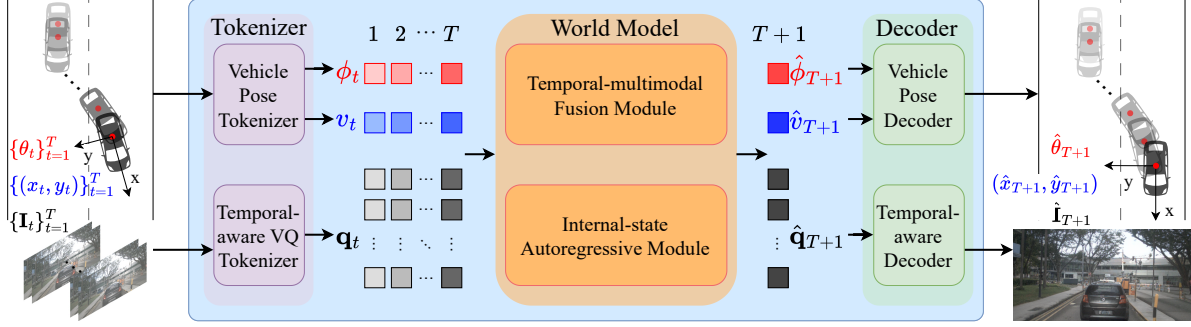 Tokenizer
1 2 ... T
World Model
T + 1
Decoder
Vehicle
Pose
Tokenizer
ϕ_t
v_t
...
...
Temporal-multimodal
Fusion Module
ϕ̂_{T+1}
v̂_{T+1}
Vehicle
Pose
Decoder
{θ_t}_{t=1}^T
y
x
{(x_t, y_t)}_{t=1}^T
{I_t}_{t=1}^T
Temporal-
aware VQ
Tokenizer
q_t
...
...
⋮ ⋮ ⋱ ⋮
...
Internal-state
Autoregressive Module
⋮
q̂_{T+1}
Temporal-
aware
Decoder
θ̂_{T+1}
(x̂_{T+1}, ŷ_{T+1})
y
x
Î_{T+1}